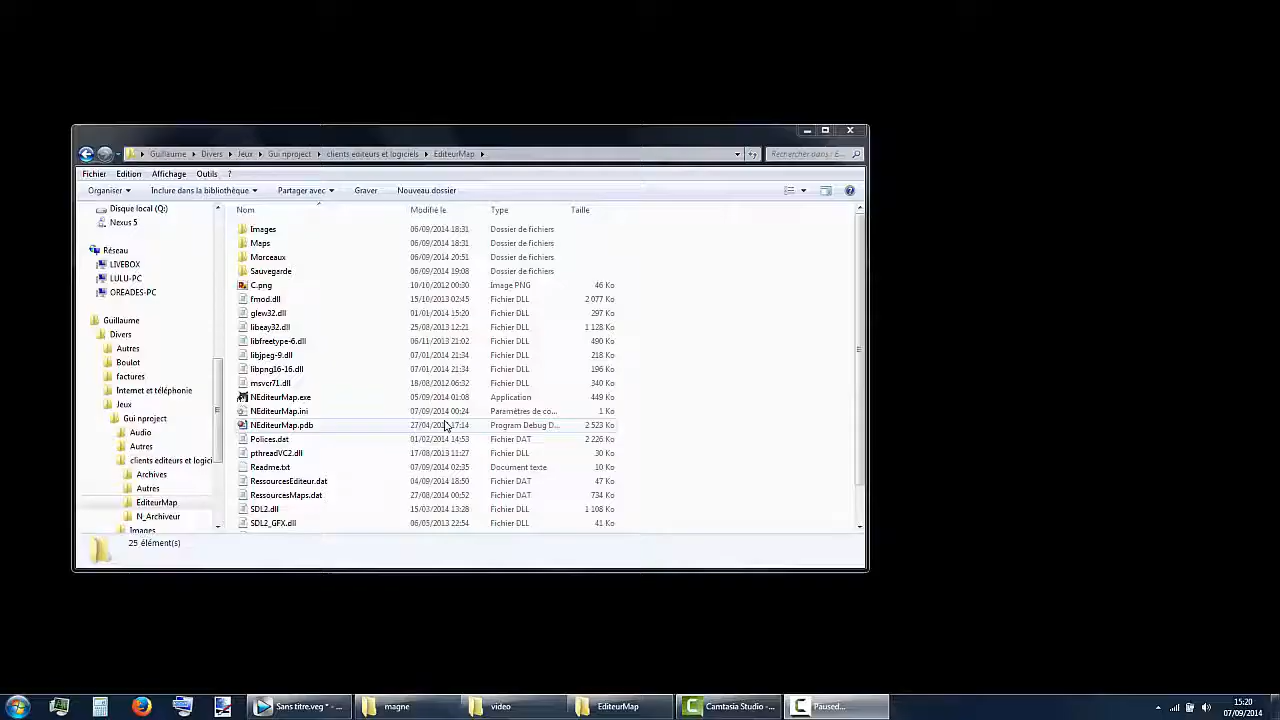 Guillaume Divers Jeux Gui nproject clients editeurs et logiciels EditeurMap
Rechercher dans : E...
Fichier Edition Affichage Outils ?
Organiser Inclure dans la bibliothèque Partager avec Graver Nouveau dossier
Disque local (Q:)
Nexus 5
Réseau
LIVEBOX
LULU-PC
OREADES-PC
Guillaume
Divers
Autres
Boulot
factures
Internet et téléphonie
Jeux
Gui nproject
Audio
Autres
clients editeurs et logici
Archives
Autres
EditeurMap
N_Archiveur
Images
Nom Modifié le Type Taille
Images 06/09/2014 18:31 Dossier de fichiers
Maps 06/09/2014 18:31 Dossier de fichiers
Morceaux 06/09/2014 20:51 Dossier de fichiers
Sauvegarde 06/09/2014 19:08 Dossier de fichiers
C.png 10/10/2012 00:30 Image PNG 46 Ko
fmod.dll 15/10/2013 02:45 Fichier DLL 2 077 Ko
glew32.dll 01/01/2014 15:20 Fichier DLL 297 Ko
libeay32.dll 25/08/2013 12:21 Fichier DLL 1 128 Ko
libfreetype-6.dll 06/11/2013 21:02 Fichier DLL 490 Ko
libjpeg-9.dll 07/01/2014 21:34 Fichier DLL 218 Ko
libpng16-16.dll 07/01/2014 21:34 Fichier DLL 196 Ko
msvcr71.dll 18/08/2012 06:32 Fichier DLL 340 Ko
NEditeurMap.exe 05/09/2014 01:08 Application 449 Ko
NEditeurMap.ini 07/09/2014 00:24 Paramètres de co... 1 Ko
NEditeurMap.pdb 17:14 Program Debug D... 2 523 Ko
Polices.dat 01/02/2014 14:53 Fichier DAT 2 226 Ko
pthreadVC2.dll 17/08/2013 11:27 Fichier DLL 30 Ko
Readme.txt 07/09/2014 02:35 Document texte 10 Ko
RessourcesEditeur.dat 04/09/2014 18:50 Fichier DAT 47 Ko
RessourcesMaps.dat 27/08/2014 00:52 Fichier DAT 734 Ko
SDL2.dll 15/03/2014 13:28 Fichier DLL 1 108 Ko
SDL2_GFX.dll 06/05/2013 22:54 Fichier DLL 41 Ko
25 élément(s)
Sans titre.veg * - ... magne video EditeurMap Camtasia Studio -... Paused...
15:20
07/09/2014